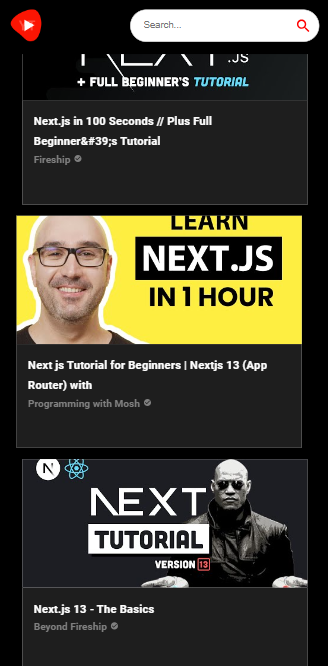 Search...
NEXT.JS
+ FULL BEGINNER'S TUTORIAL
Next.js in 100 Seconds // Plus Full
Beginner&#39;s Tutorial
Fireship
LEARN
NEXT.JS
IN 1 HOUR
Next js Tutorial for Beginners | Nextjs 13 (App
Router) with
Programming with Mosh
N
NEXT
TUTORIAL
VERSION 13
Next.js 13 - The Basics
Beyond Fireship